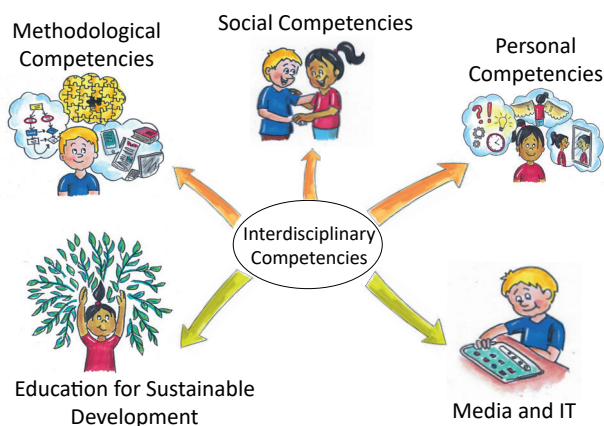 Methodological
Competencies
Social Competencies
Personal
Competencies
?!
Interdisciplinary
Competencies
Education for Sustainable
Development
Media and IT